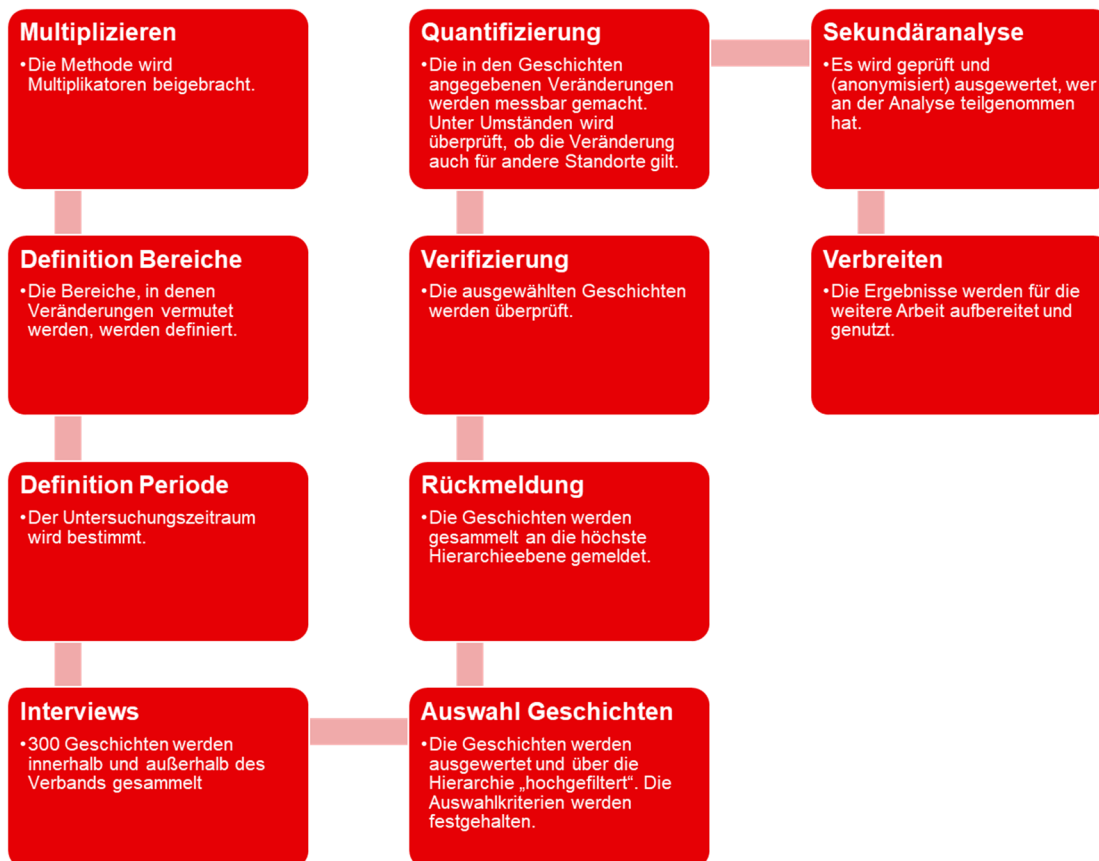 Multiplizieren
•Die Methode wird
Multiplikatoren beigebracht.
Definition Bereiche
•Die Bereiche, in denen
Veränderungen vermutet
werden, werden definiert.
Definition Periode
•Der Untersuchungszeitraum
wird bestimmt.
Interviews
•300 Geschichten werden
innerhalb und außerhalb des
Verbands gesammelt
Auswahl Geschichten
•Die Geschichten werden
ausgewertet und über die
Hierarchie „hochgefiltert“. Die
Auswahlkriterien werden
festgehalten.
Rückmeldung
•Die Geschichten werden
gesammelt an die höchste
Hierarchieebene gemeldet.
Verifizierung
•Die ausgewählten Geschichten
werden überprüft.
Quantifizierung
•Die in den Geschichten
angegebenen Veränderungen
werden messbar gemacht.
Unter Umständen wird
überprüft, ob die Veränderung
auch für andere Standorte gilt.
Sekundäranalyse
•Es wird geprüft und
(anonymisiert) ausgewertet, wer
an der Analyse teilgenommen
hat.
Verbreiten
•Die Ergebnisse werden für die
weitere Arbeit aufbereitet und
genutzt.